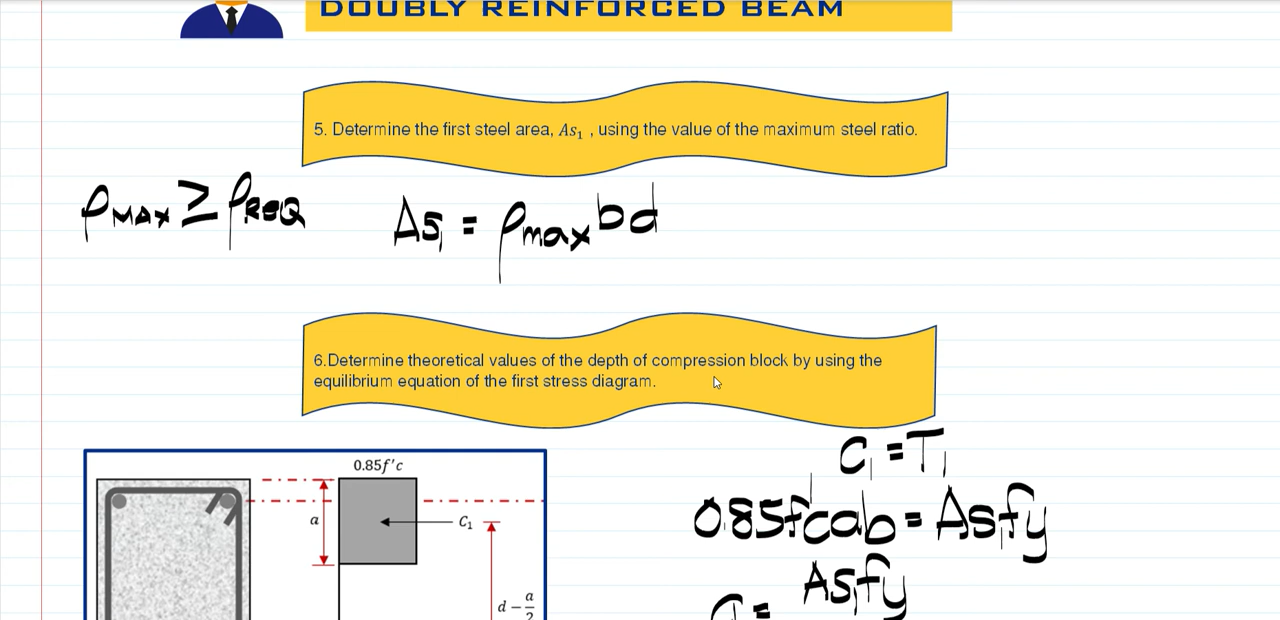 DOUBLY REINFORCED BEAM
5. Determine the first steel area, As₁ , using the value of the maximum steel ratio.
ρMAX ≥ ρREQ
As₁ = ρmax bd
6.Determine theoretical values of the depth of compression block by using the
equilibrium equation of the first stress diagram.
C₁ = T₁
0.85f'c
0.85f'cab = As₁fy
a
C₁
As₁fy
a =
d − a/2